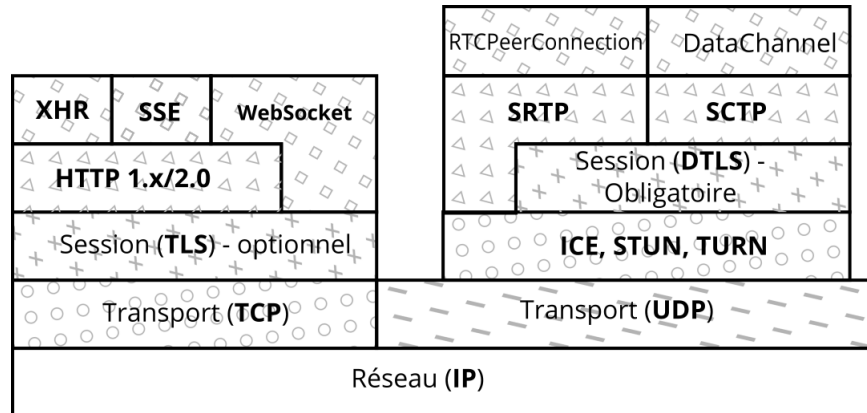 RTCPeerConnection DataChannel
XHR SSE WebSocket SRTP SCTP
HTTP 1.x/2.0 Session (DTLS) -
Obligatoire
Session (TLS) - optionnel ICE, STUN, TURN
Transport (TCP) Transport (UDP)
Réseau (IP)